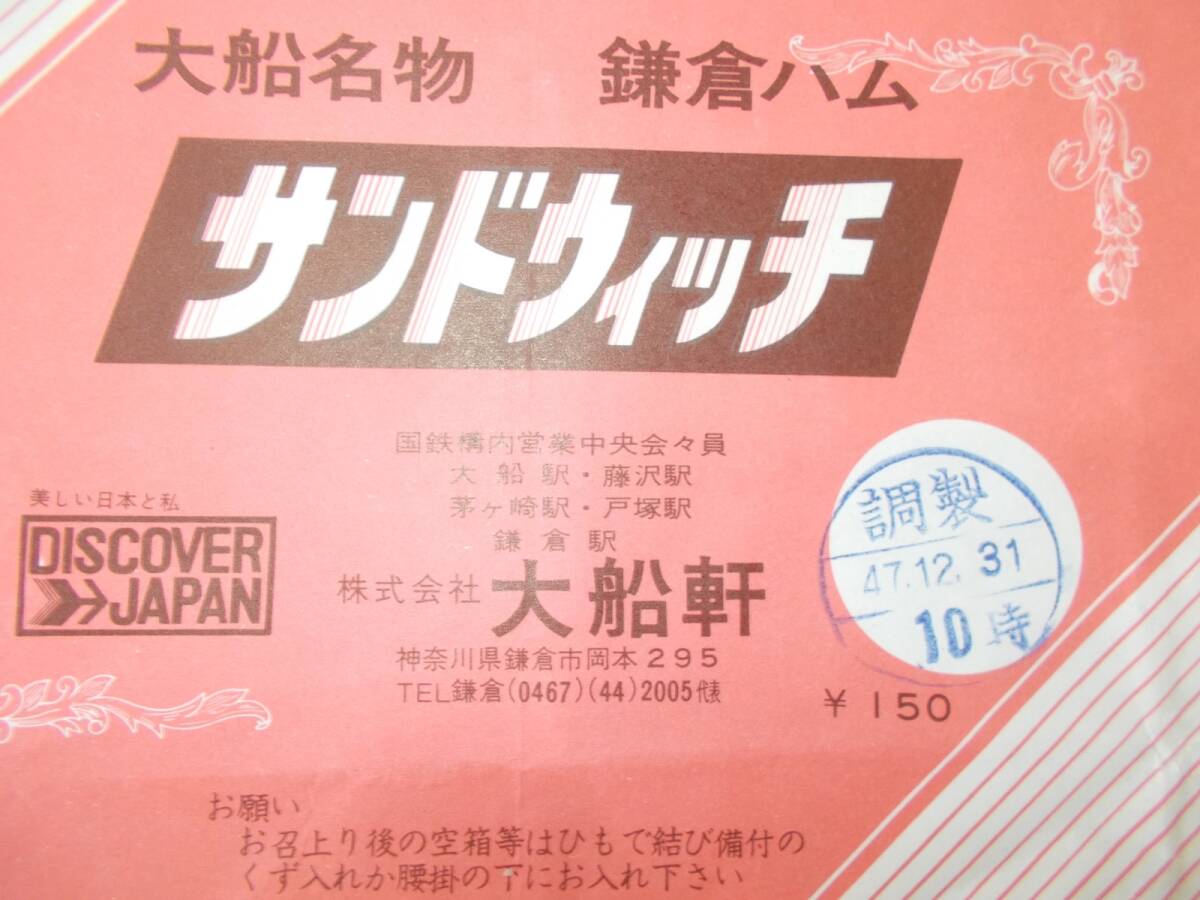 大船名物 鎌倉ハム
サンドウィッチ
国鉄構内営業中央会々員
大船駅・藤沢駅
茅ヶ崎駅・戸塚駅
鎌倉駅
株式会社 大船軒
神奈川県鎌倉市岡本295
TEL鎌倉(0467)(44)2005代表
美しい日本と私
DISCOVER
JAPAN
調製
47.12.31
10時
¥150
お願い
お召上り後の空箱等はひもで結び備付の
くず入れか腰掛の下にお入れ下さい